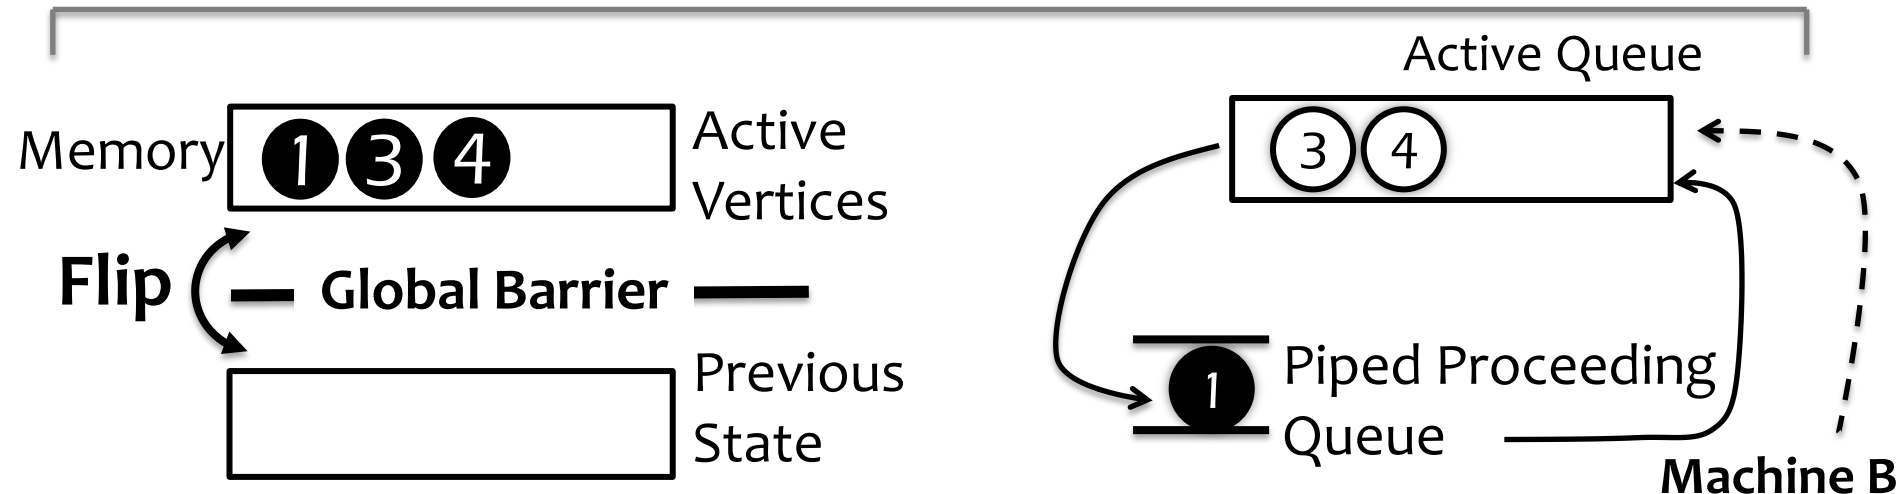 Memory
1 3 4
Active
Vertices
Flip
Global Barrier
Previous
State
Active Queue
3 4
1
Piped Proceeding
Queue
Machine B